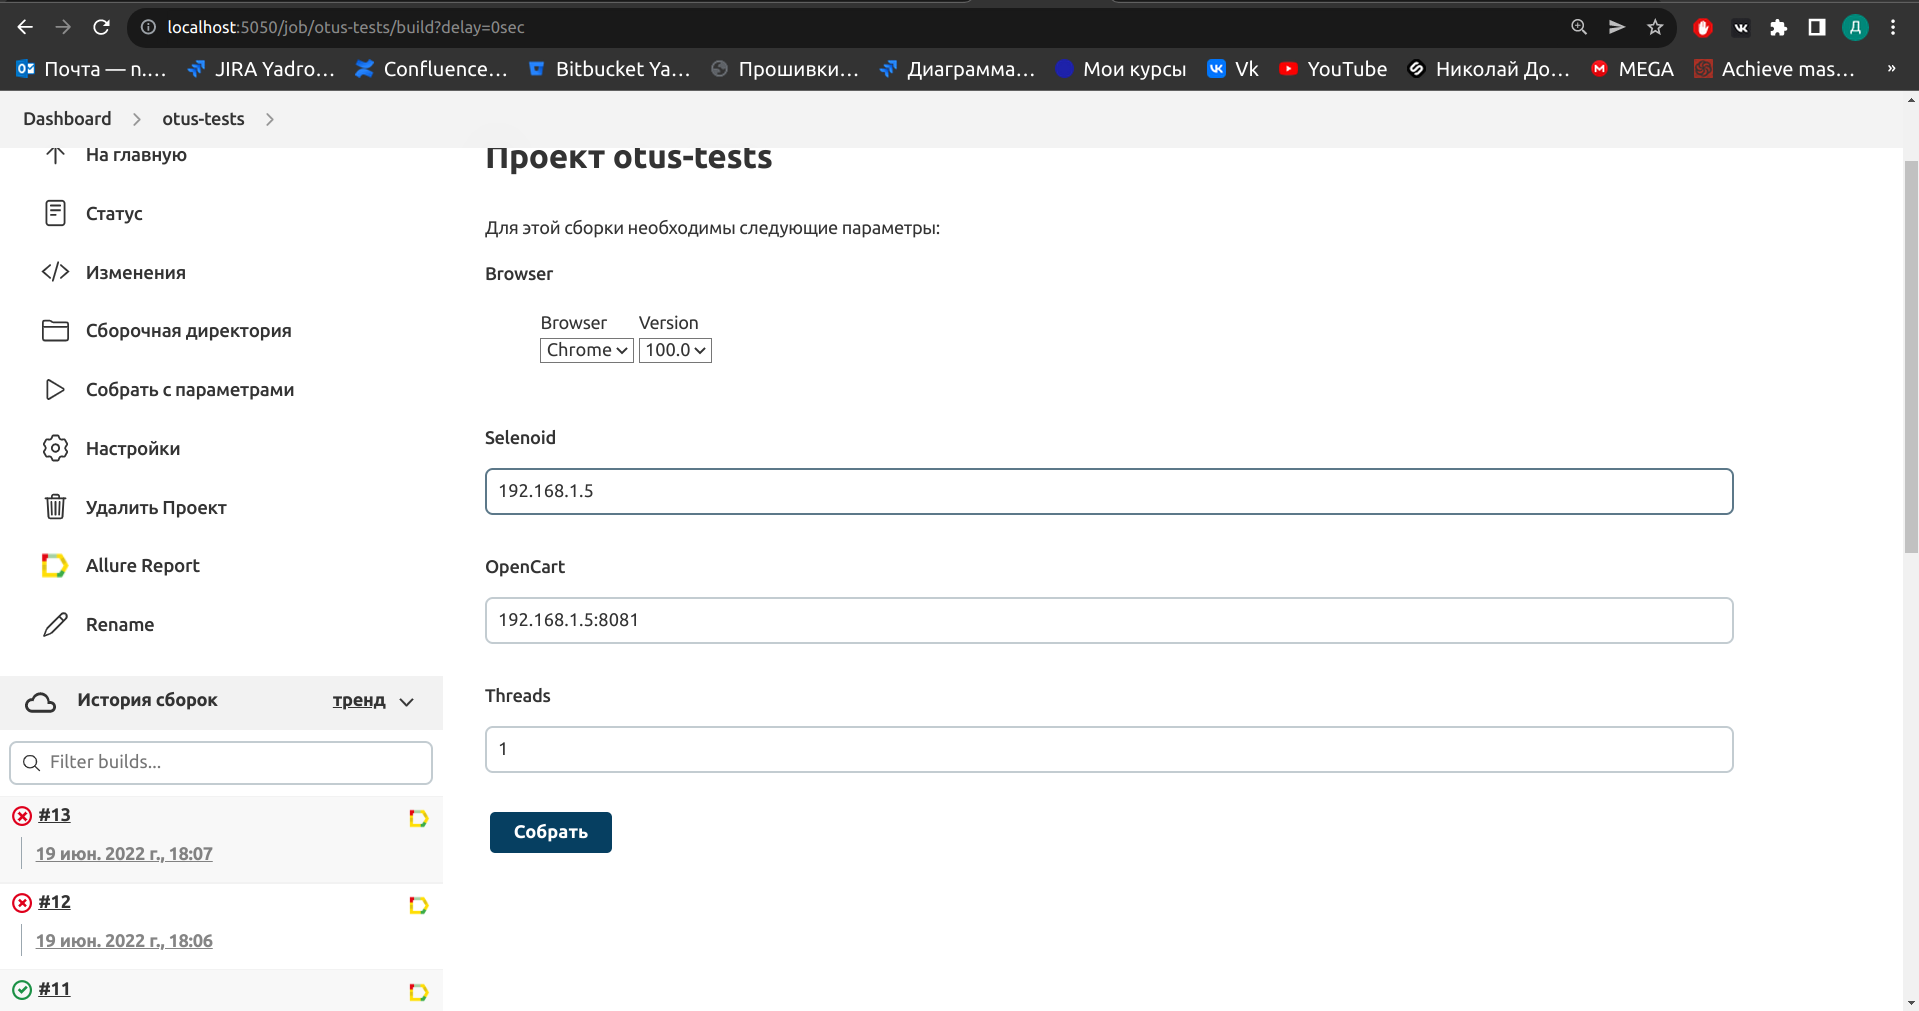 localhost:5050/job/otus-tests/build?delay=0sec
Д
Почта — n....
JIRA Yadro...
Confluence...
Bitbucket Ya...
Прошивки...
Диаграмма...
Мои курсы
Vk
YouTube
Николай До...
MEGA
Achieve mas...
»
Dashboard
otus-tests
На главную
Статус
Изменения
Сборочная директория
Собрать с параметрами
Настройки
Удалить Проект
Allure Report
Rename
История сборок
тренд
Filter builds...
#13
19 июн. 2022 г., 18:07
#12
19 июн. 2022 г., 18:06
#11
Проект otus-tests
Для этой сборки необходимы следующие параметры:
Browser
Browser Version
Chrome 100.0
Selenoid
192.168.1.5
OpenCart
192.168.1.5:8081
Threads
1
Собрать